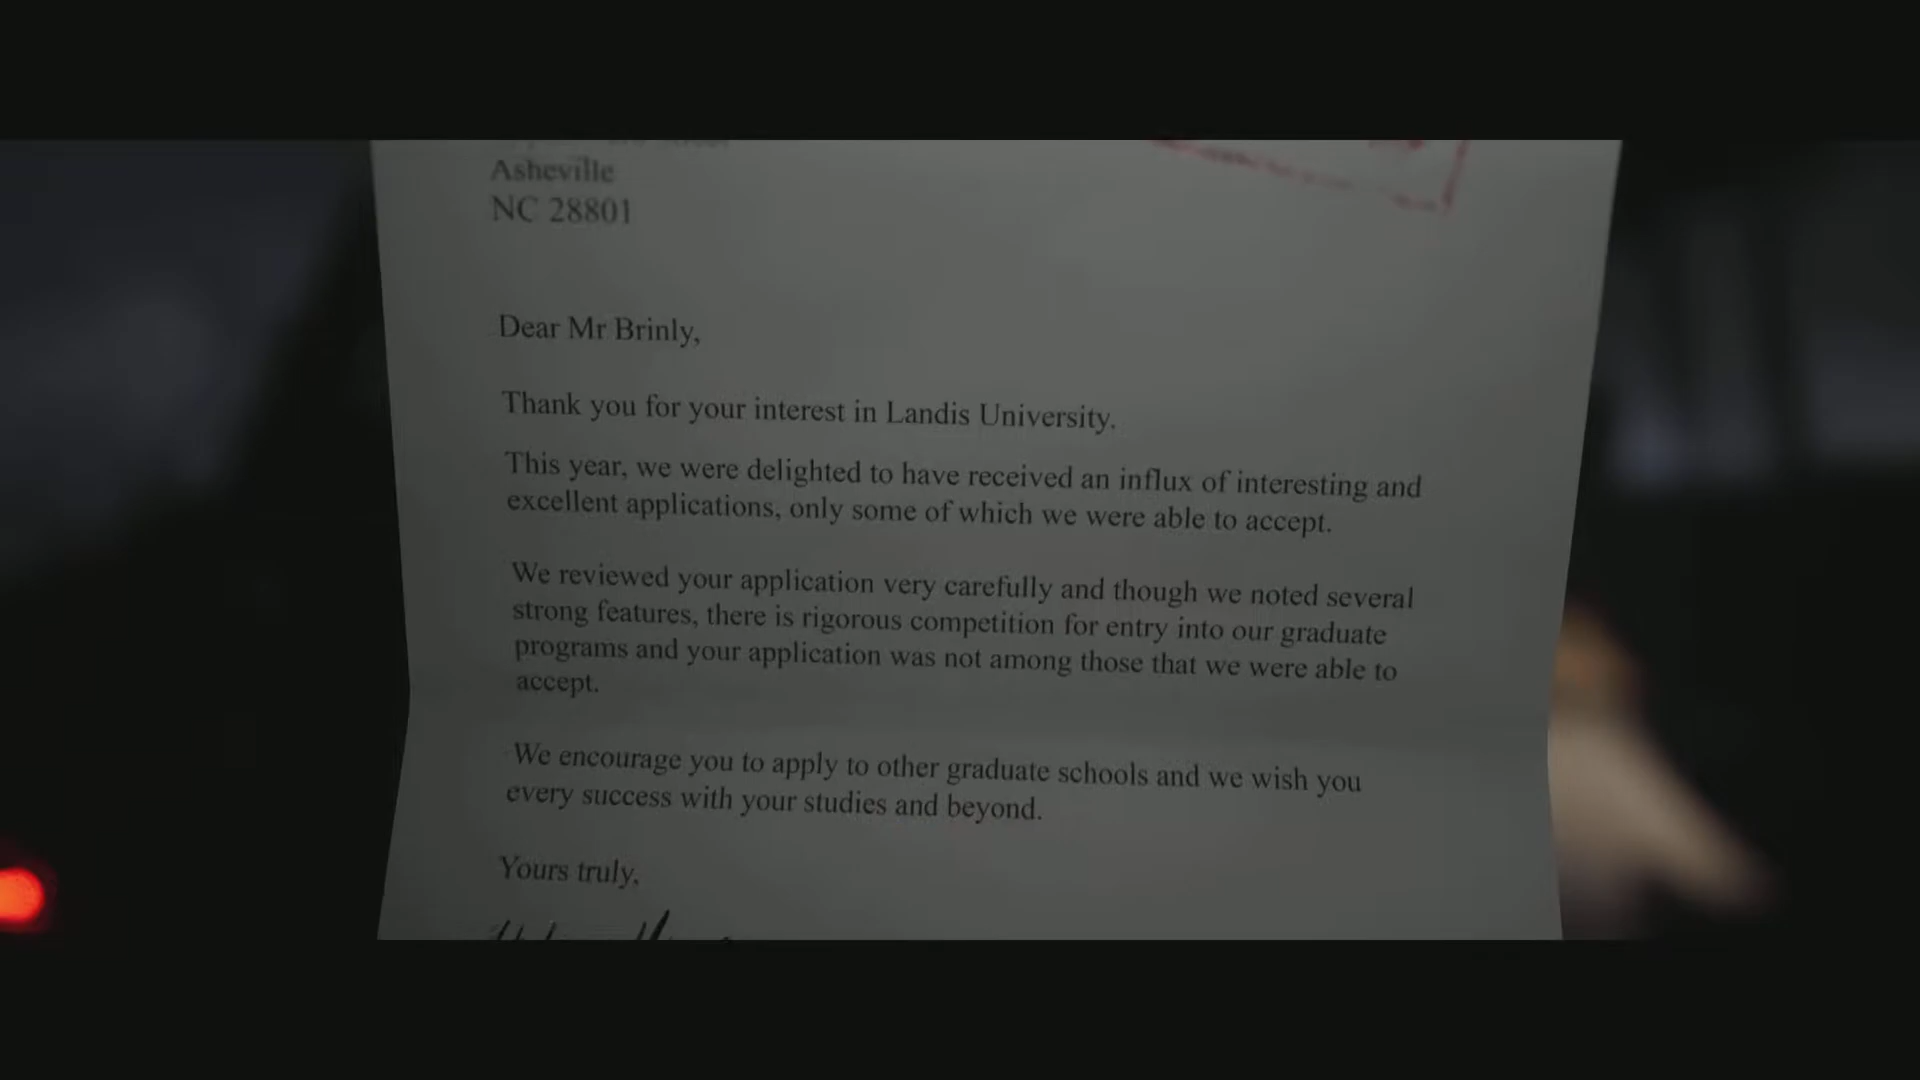 Asheville
NC 28801
Dear Mr Brinly,
Thank you for your interest in Landis University.
This year, we were delighted to have received an influx of interesting and
excellent applications, only some of which we were able to accept.
We reviewed your application very carefully and though we noted several
strong features, there is rigorous competition for entry into our graduate
programs and your application was not among those that we were able to
accept.
We encourage you to apply to other graduate schools and we wish you
every success with your studies and beyond.
Yours truly,